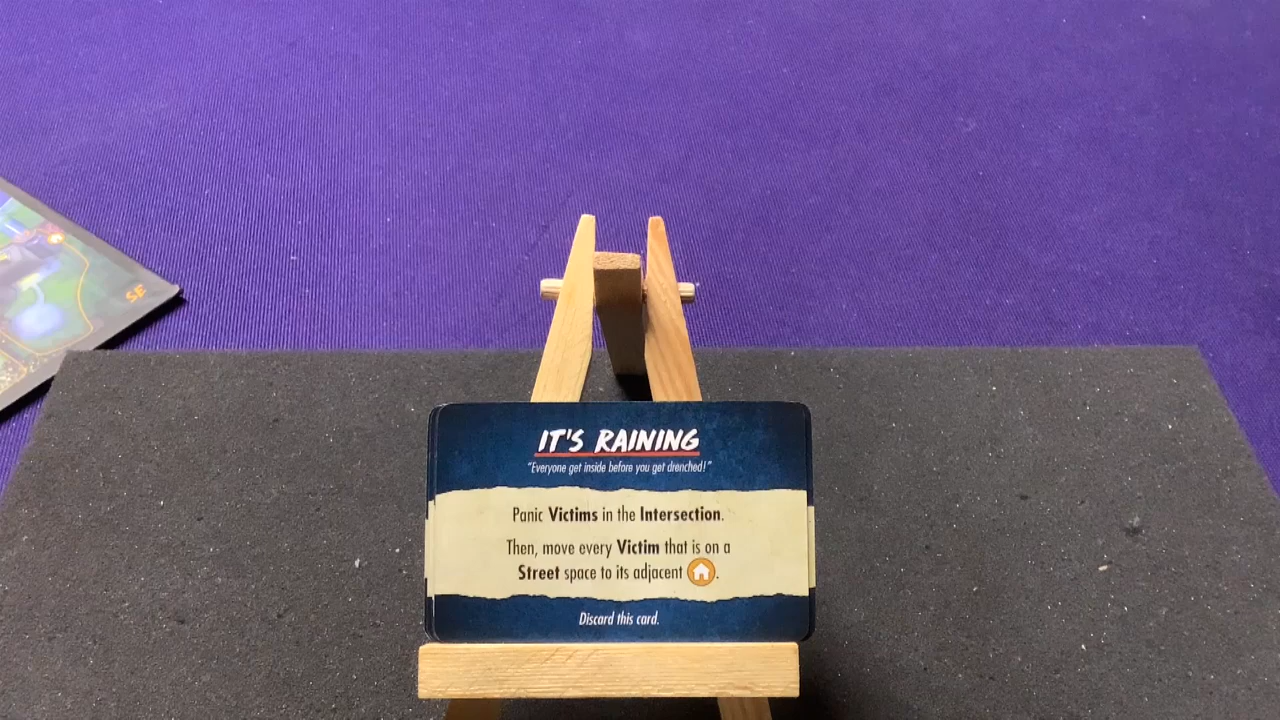 IT'S RAINING
"Everyone get inside before you get drenched!"
Panic Victims in the Intersection.
Then, move every Victim that is on a
Street space to its adjacent .
Discard this card.
SE